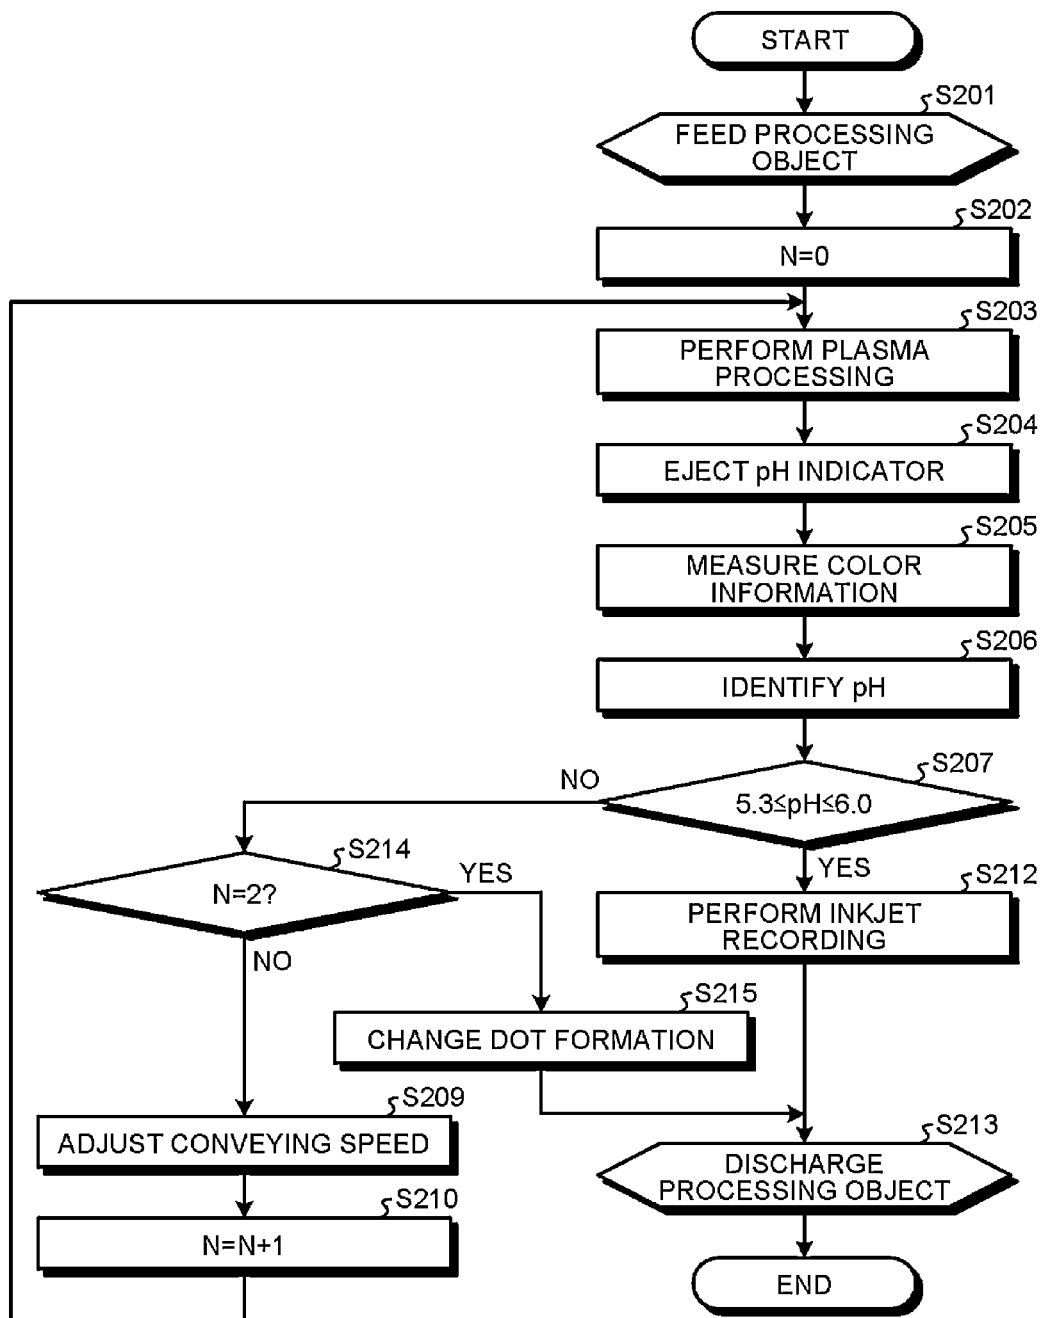 START
S201
FEED PROCESSING
OBJECT
S202
N=0
S203
PERFORM PLASMA
PROCESSING
S204
EJECT pH INDICATOR
S205
MEASURE COLOR
INFORMATION
S206
IDENTIFY pH
S207
5.3≤pH≤6.0
NO
YES
S214
N=2?
YES
NO
S212
PERFORM INKJET
RECORDING
S215
CHANGE DOT FORMATION
S209
ADJUST CONVEYING SPEED
S210
N=N+1
S213
DISCHARGE
PROCESSING OBJECT
END